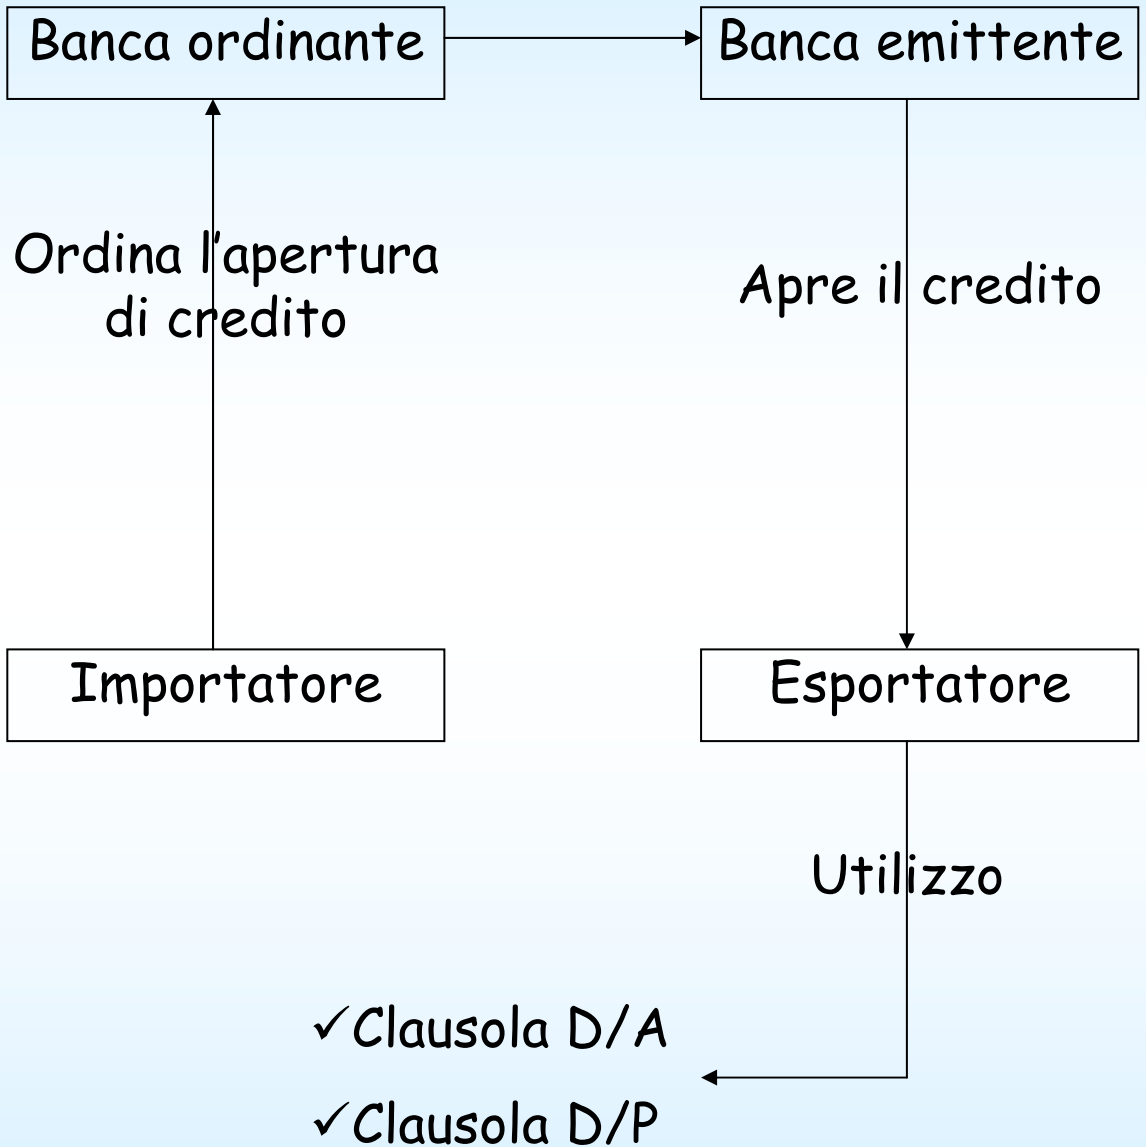 Banca ordinante
Banca emittente
Ordina l'apertura
di credito
Apre il credito
Importatore
Esportatore
Utilizzo
✓Clausola D/A
✓Clausola D/P